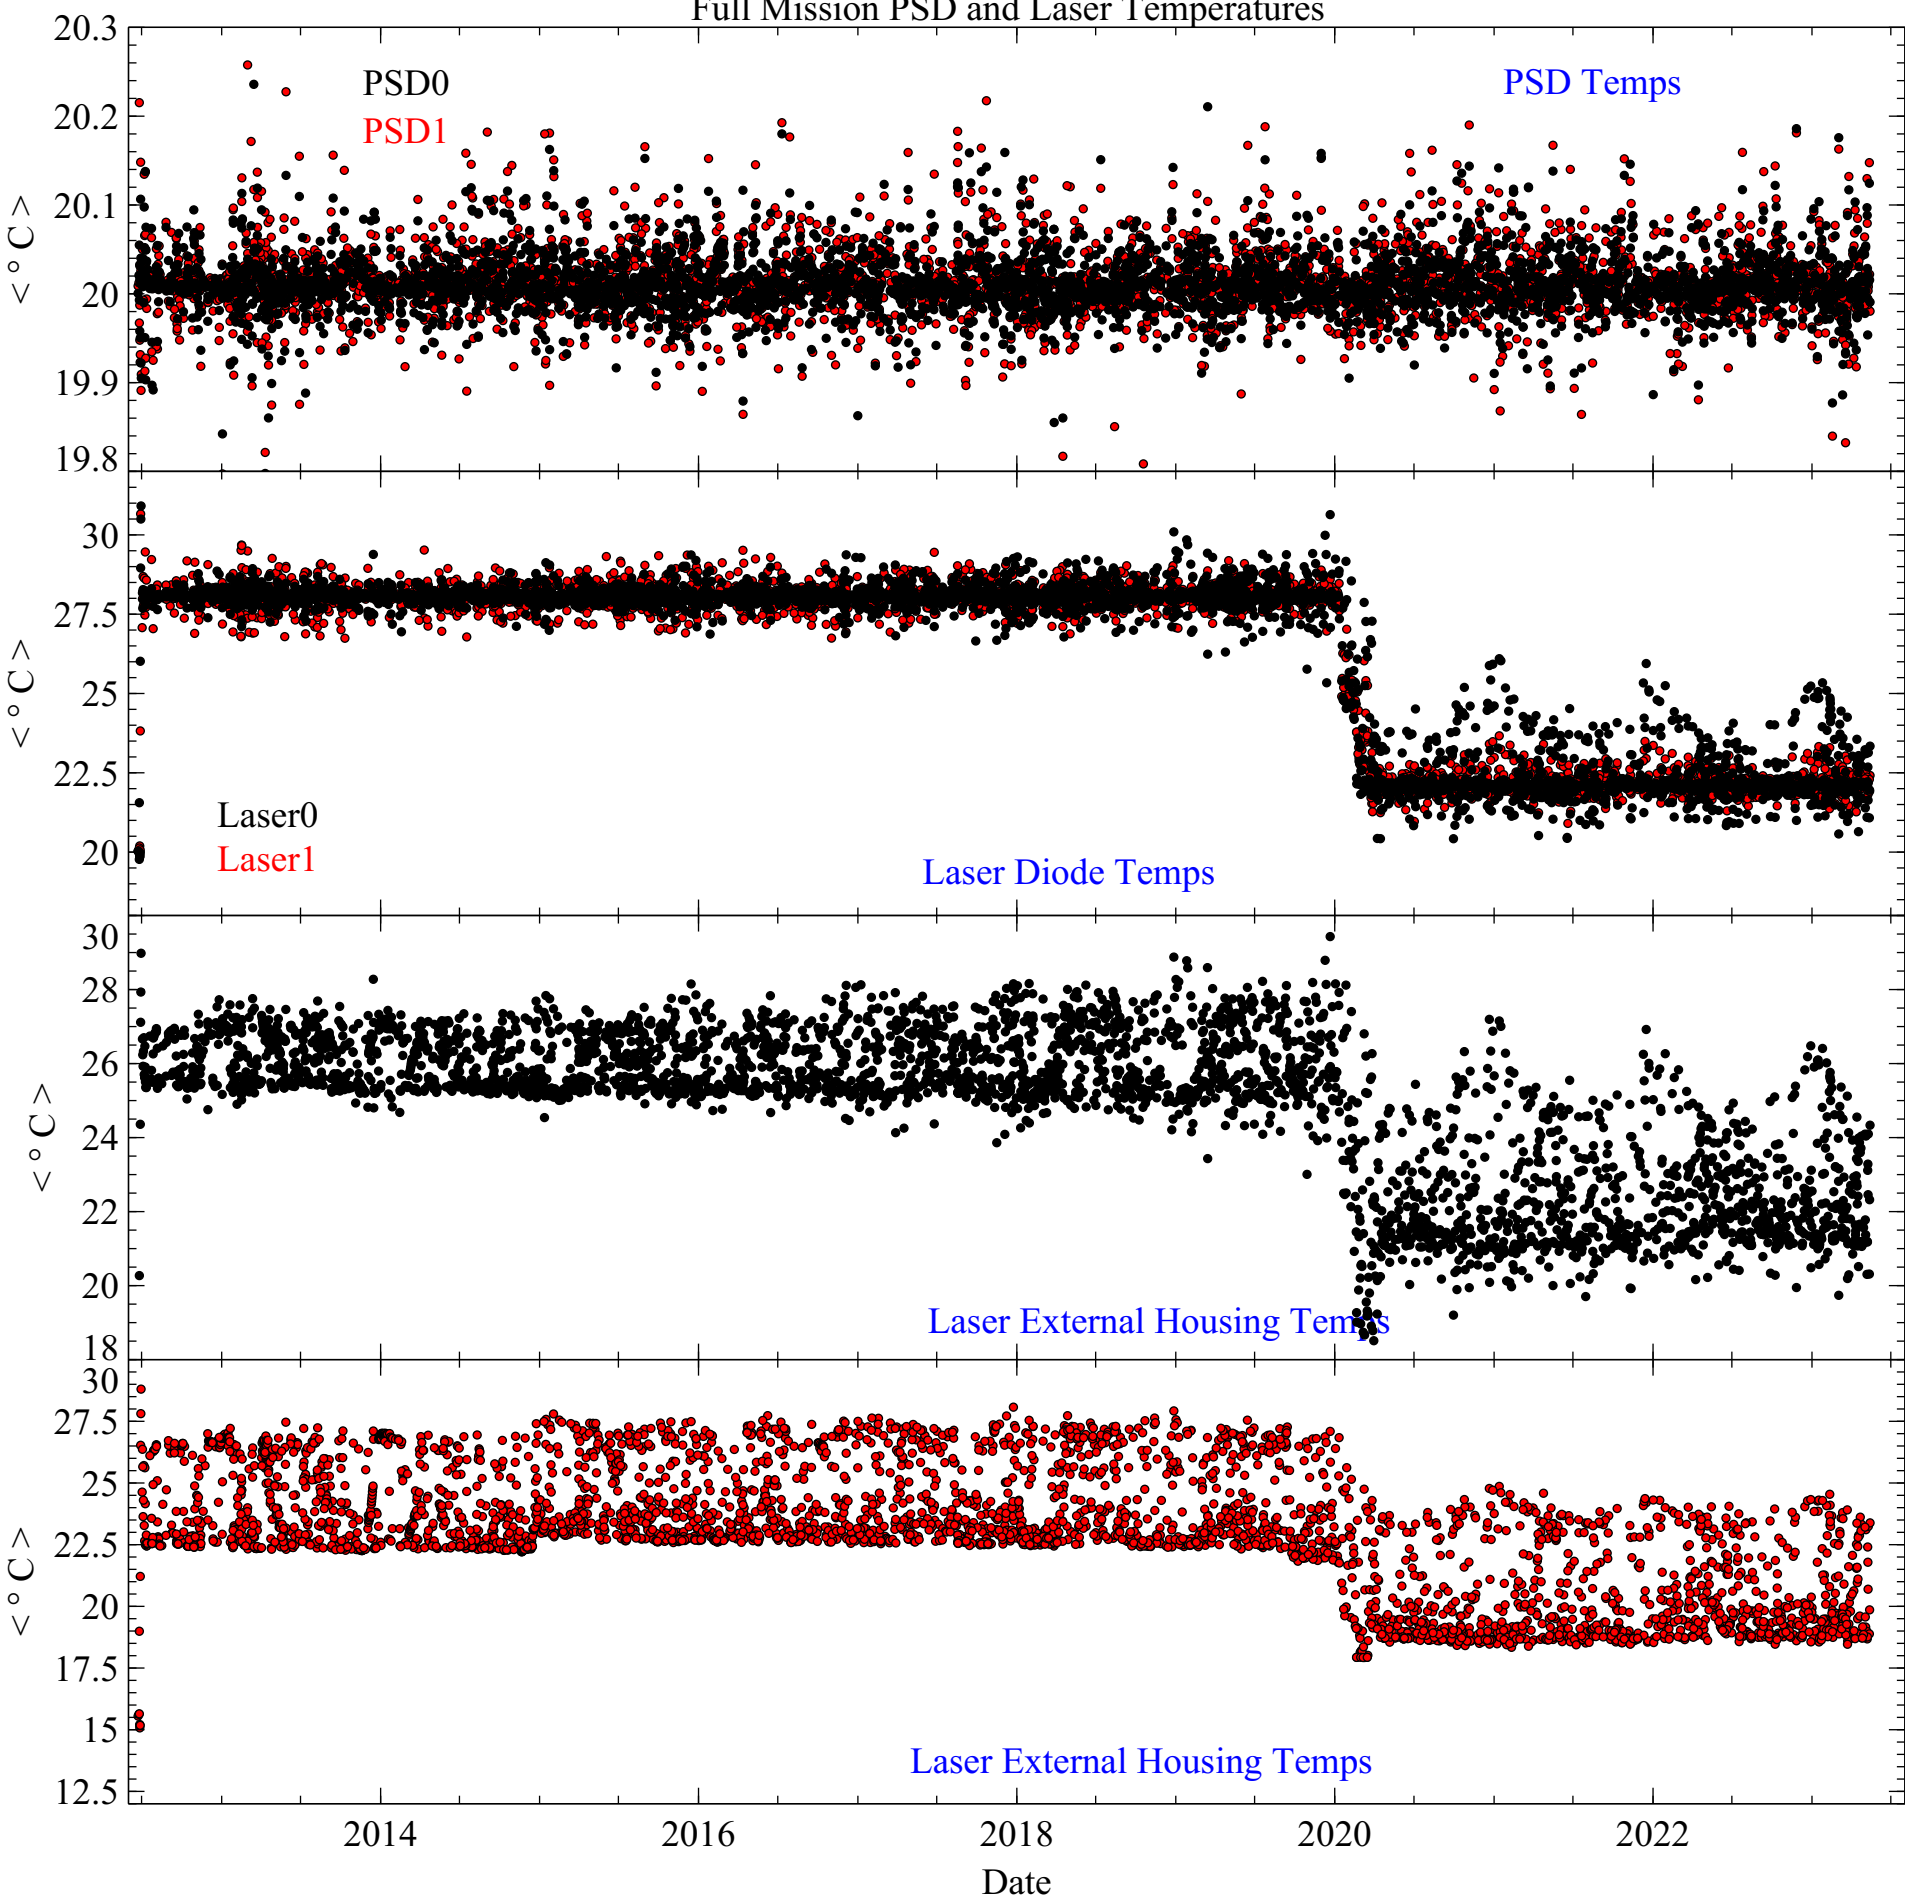 Full Mission PSD and Laser Temperatures
20.3
PSD0
PSD Temps
20.2
PSD1
20.1
20
19.9
19.8
<°C>
30
27.5
25
22.5
20
<°C>
Laser0
Laser1
Laser Diode Temps
30
28
26
24
22
20
18
<°C>
Laser External Housing Temps
30
27.5
25
22.5
20
17.5
15
12.5
<°C>
Laser External Housing Temps
2014 2016 2018 2020 2022
Date